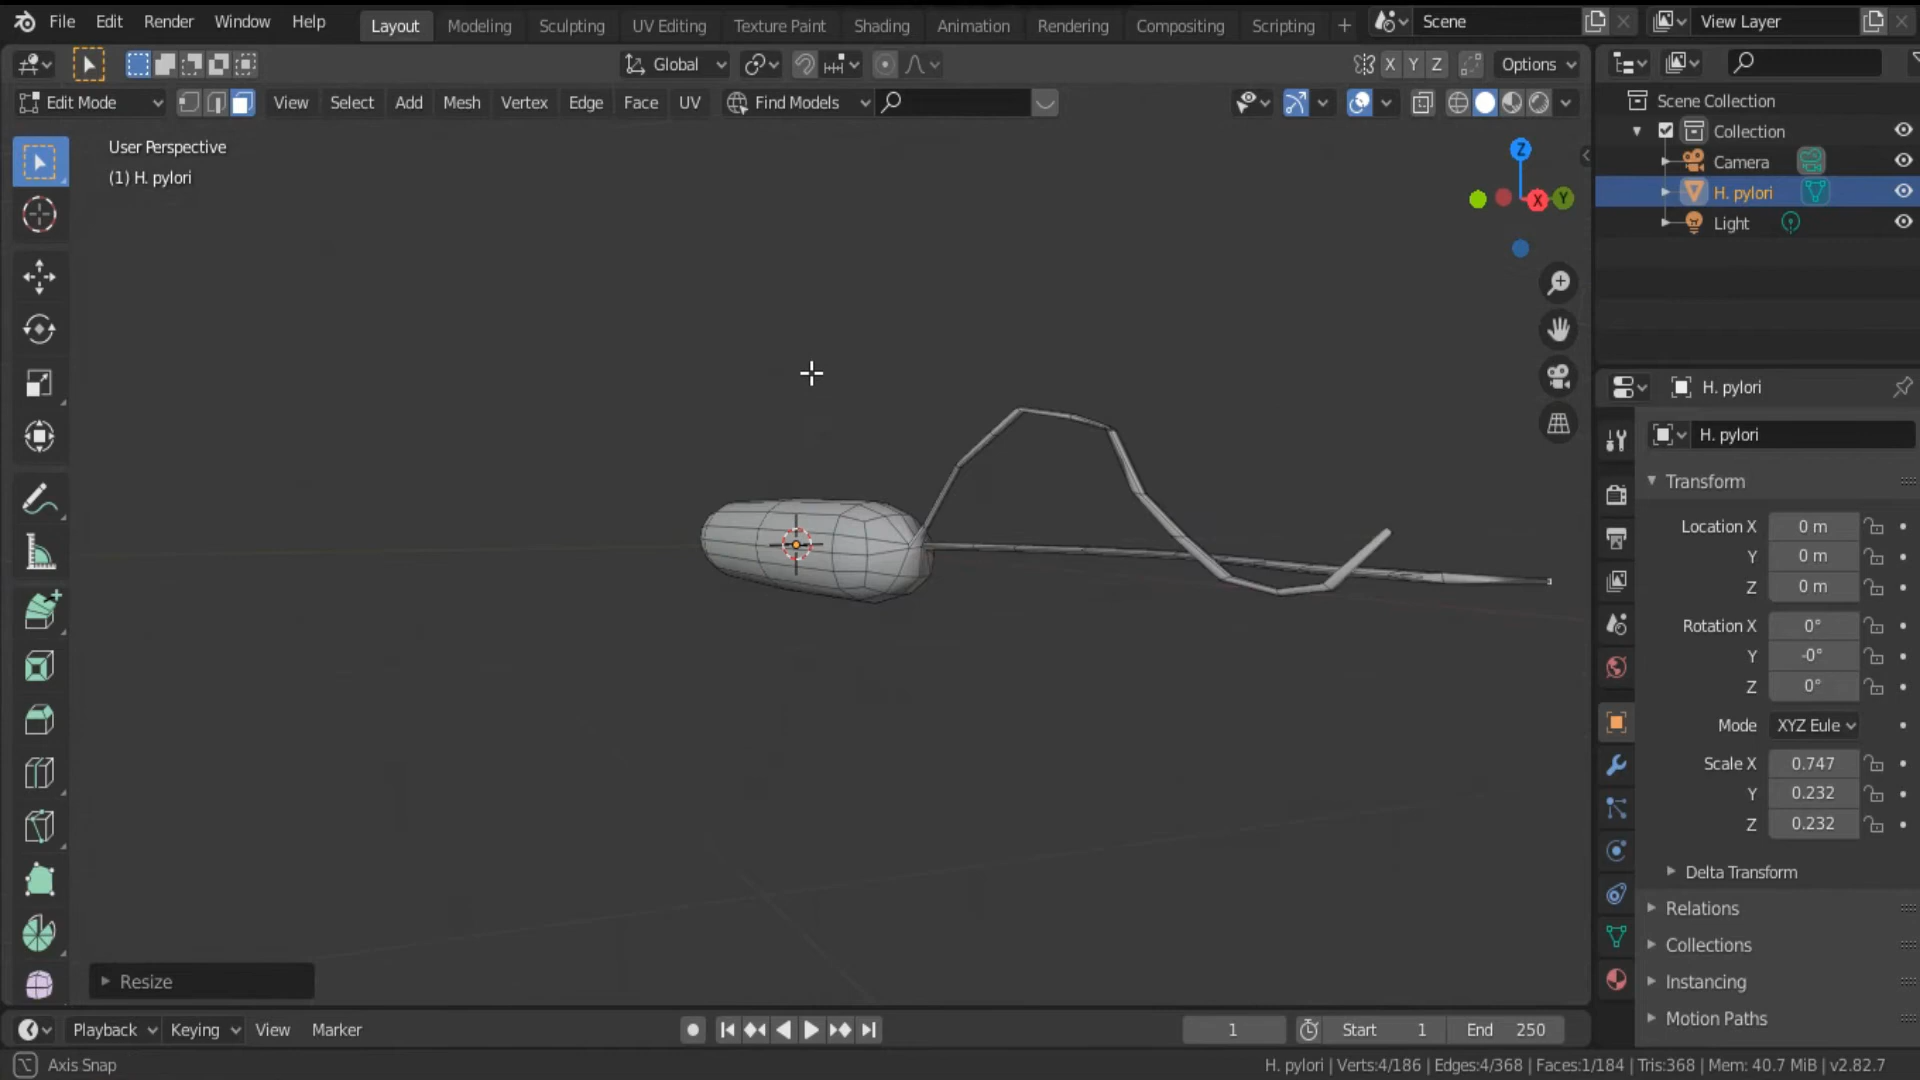 File Edit Render Window Help Layout Modeling Sculpting UV Editing Texture Paint Shading Animation Rendering Compositing Scripting + Scene View Layer
Global X Y Z Options
Edit Mode View Select Add Mesh Vertex Edge Face UV Find Models
User Perspective
(1) H. pylori
Z
X
Y
Scene Collection
Collection
Camera
H. pylori
Light
H. pylori
H. pylori
Transform
Location X 0 m
Y 0 m
Z 0 m
Rotation X 0°
Y -0°
Z 0°
Mode XYZ Eule
Scale X 0.747
Y 0.232
Z 0.232
Delta Transform
Relations
Collections
Instancing
Motion Paths
Resize
Playback Keying View Marker 1 Start 1 End 250
Axis Snap
H. pylori | Verts:4/186 | Edges:4/368 | Faces:1/184 | Tris:368 | Mem: 40.7 MiB | v2.82.7